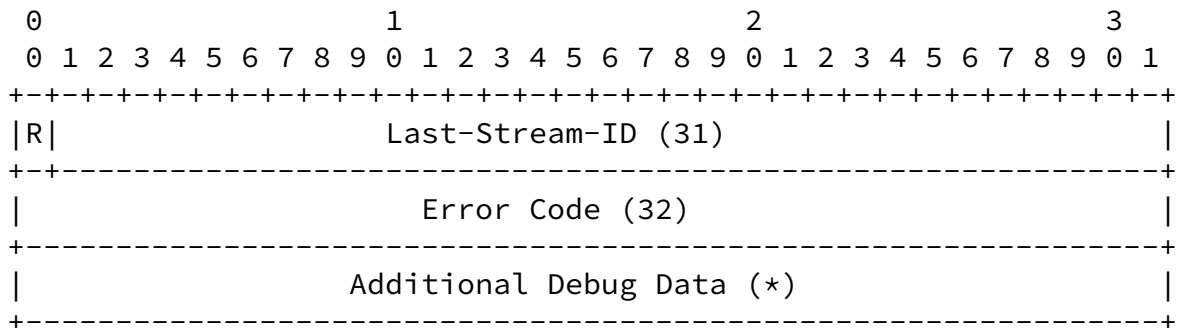 0                   1                   2                   3
 0 1 2 3 4 5 6 7 8 9 0 1 2 3 4 5 6 7 8 9 0 1 2 3 4 5 6 7 8 9 0 1
+-+-+-+-+-+-+-+-+-+-+-+-+-+-+-+-+-+-+-+-+-+-+-+-+-+-+-+-+-+-+-+-+
|R|                  Last-Stream-ID (31)                        |
+-+-------------------------------------------------------------+
|                      Error Code (32)                          |
+---------------------------------------------------------------+
|                  Additional Debug Data (*)                    |
+---------------------------------------------------------------+